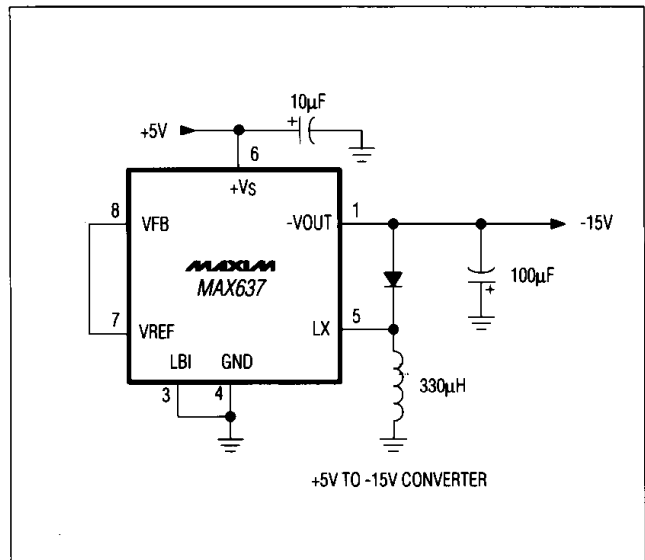 10µF
+5V
6
+VS
8
VFB
-VOUT
1
-15V
MAXIM
MAX637
100µF
7
VREF
LX
5
LBI
GND
3
4
330µH
+5V TO -15V CONVERTER